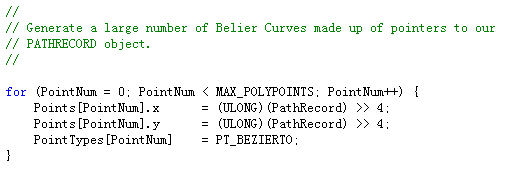 //
// Generate a large number of Belier Curves made up of pointers to our
// PATHRECORD object.
//
for (PointNum = 0; PointNum < MAX_POLYPOINTS; PointNum++) {
Points[PointNum].x = (ULONG)(PathRecord) >> 4;
Points[PointNum].y = (ULONG)(PathRecord) >> 4;
PointTypes[PointNum] = PT_BEZIERTO;
}